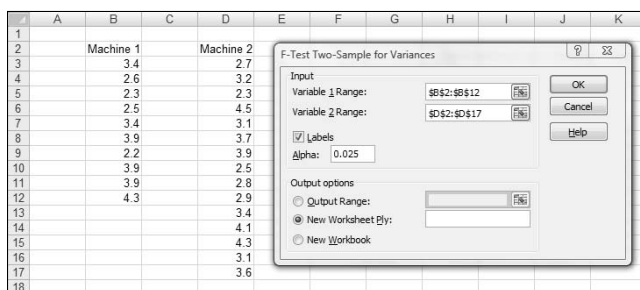 A B C D E F G H I J K
1
2 Machine 1 Machine 2
3 3.4 2.7
4 2.6 3.2
5 2.3 2.3
6 2.5 4.5
7 3.4 3.1
8 3.9 3.7
9 2.2 3.9
10 3.9 2.5
11 3.9 2.8
12 4.3 2.9
13 3.4
14 4.1
15 4.3
16 3.1
17 3.6
18
F-Test Two-Sample for Variances
Input
Variable 1 Range: $B$2:$B$12
Variable 2 Range: $D$2:$D$17
Labels
Alpha: 0.025
Output options
Output Range:
New Worksheet Ply:
New Workbook
OK
Cancel
Help